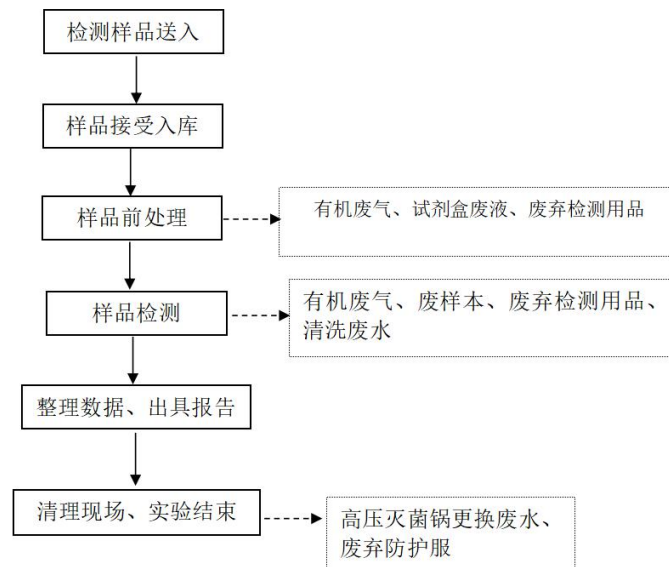 检测样品送入
样品接受入库
样品前处理
有机废气、试剂盒废液、废弃检测用品
样品检测
有机废气、废样本、废弃检测用品、
清洗废水
整理数据、出具报告
清理现场、实验结束
高压灭菌锅更换废水、
废弃防护服